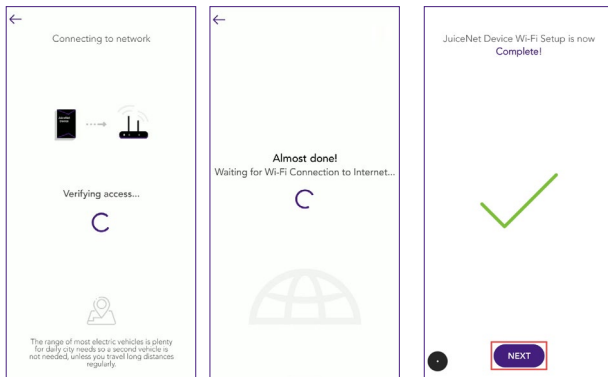 Connecting to network
Verifying access...
The range of most electric vehicles is plenty
for daily city needs so a second vehicle is
not needed, unless you travel long distances
regularly.
Almost done!
Waiting for Wi-Fi Connection to Internet...
JuiceNet Device Wi-Fi Setup is now
Complete!
NEXT